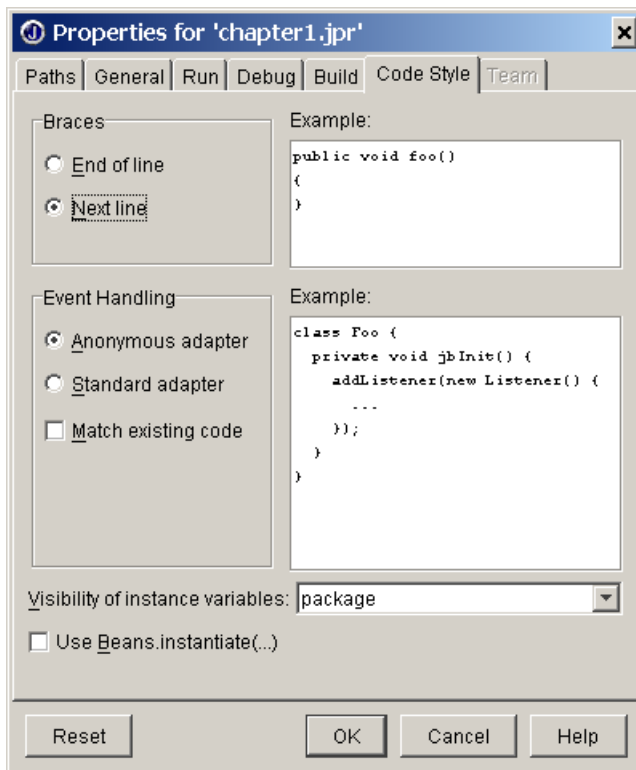 Properties for 'chapter1.jpr'
Paths General Run Debug Build Code Style Team
Braces
End of line
Next line
Example:
public void foo()
{
}
Event Handling
Anonymous adapter
Standard adapter
Match existing code
Example:
class Foo {
  private void jbInit() {
    addListener(new Listener() {
      ...
    });
  }
}
Visibility of instance variables: package
Use Beans.instantiate(...)
Reset OK Cancel Help